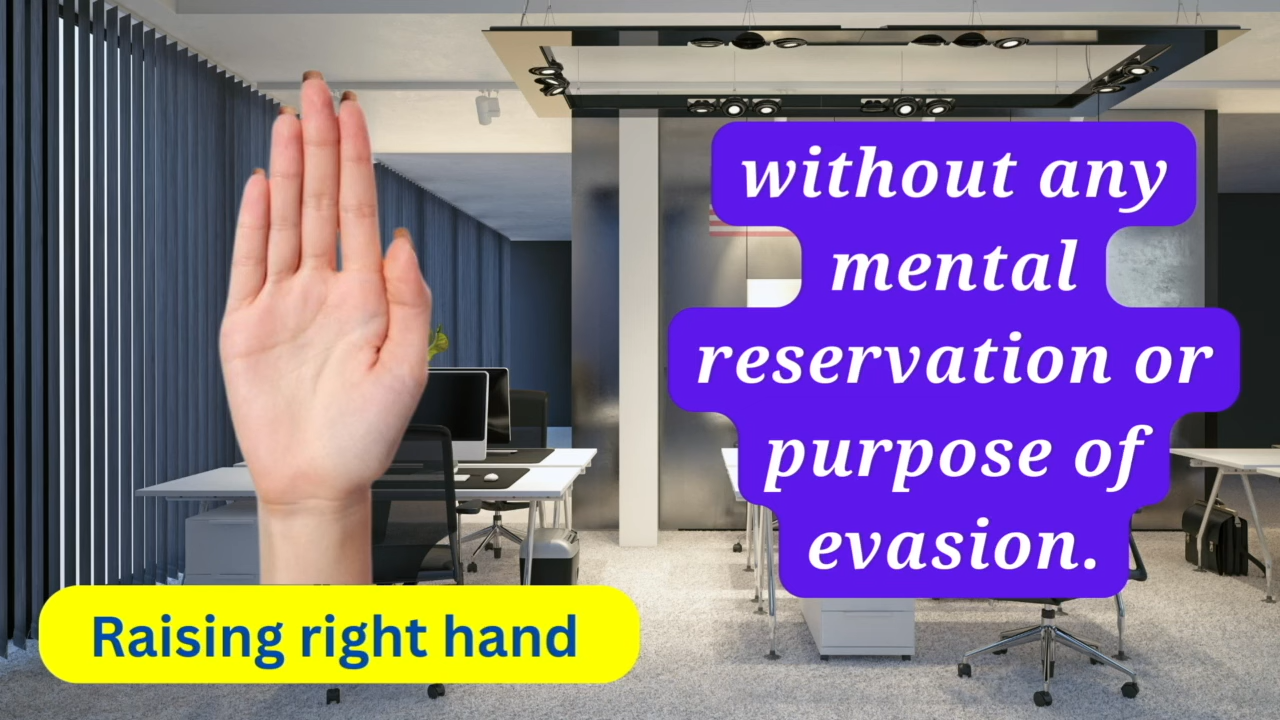 without any
mental
reservation or
purpose of
evasion.
Raising right hand